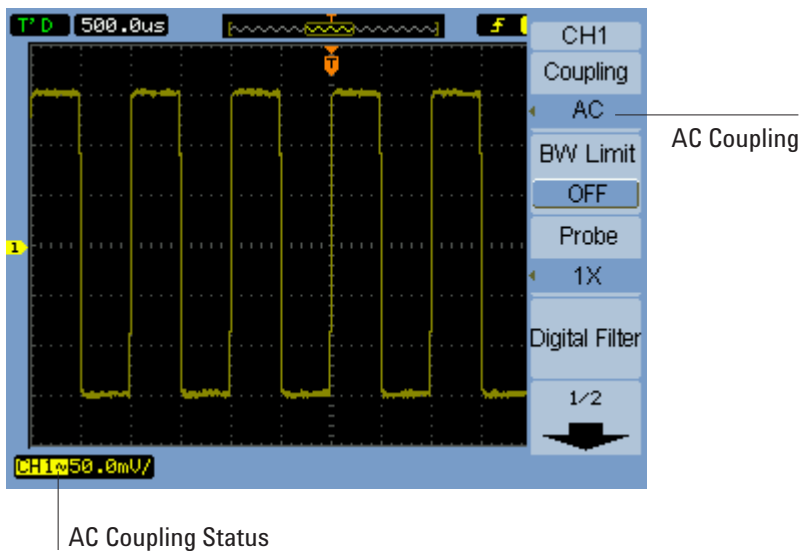 T'D 500.0us
T
CH1
Coupling
AC
AC Coupling
T
BW Limit
OFF
Probe
1
1X
Digital Filter
1/2
CH1~50.0mV/
AC Coupling Status